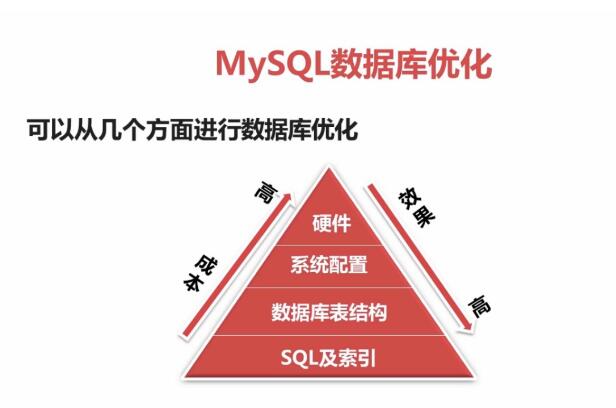 MySQL数据库优化
可以从几个方面进行数据库优化
高
成本
硬件
系统配置
数据库表结构
SQL及索引
效果
高